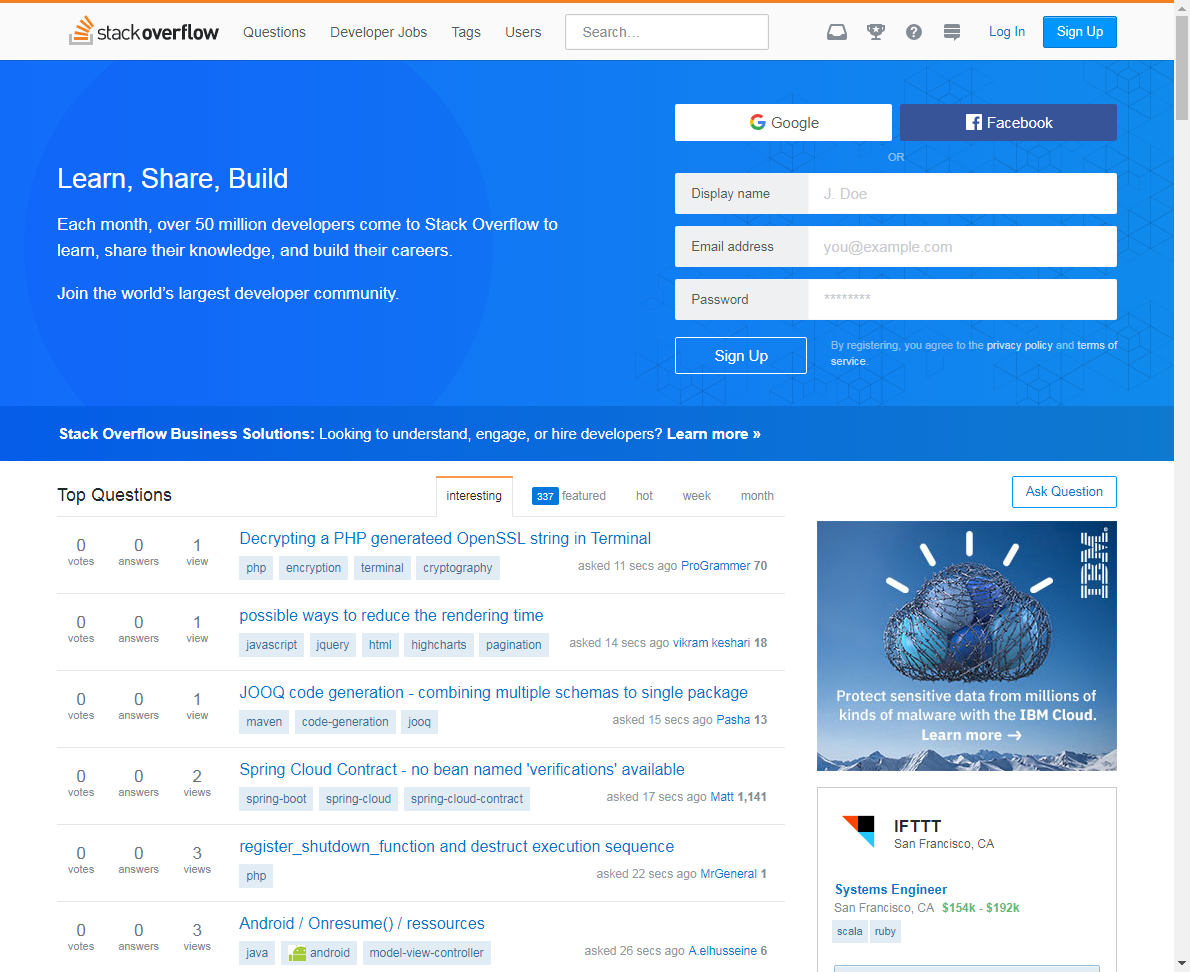 stackoverflow Questions Developer Jobs Tags Users Search... Log In Sign Up
Google Facebook
OR
Learn, Share, Build
Each month, over 50 million developers come to Stack Overflow to
learn, share their knowledge, and build their careers.
Join the world's largest developer community.
Display name J. Doe
Email address you@example.com
Password ********
Sign Up
By registering, you agree to the privacy policy and terms of
service.
Stack Overflow Business Solutions: Looking to understand, engage, or hire developers? Learn more »
Top Questions interesting 337 featured hot week month
Ask Question
0 votes 0 answers 1 view
Decrypting a PHP generateed OpenSSL string in Terminal
php encryption terminal cryptography
asked 11 secs ago ProGrammer 70
0 votes 0 answers 1 view
possible ways to reduce the rendering time
javascript jquery html highcharts pagination
asked 14 secs ago vikram keshari 18
0 votes 0 answers 1 view
JOOQ code generation - combining multiple schemas to single package
maven code-generation jooq
asked 15 secs ago Pasha 13
0 votes 0 answers 2 views
Spring Cloud Contract - no bean named 'verifications' available
spring-boot spring-cloud spring-cloud-contract
asked 17 secs ago Matt 1,141
0 votes 0 answers 3 views
register_shutdown_function and destruct execution sequence
php
asked 22 secs ago MrGeneral 1
0 votes 0 answers 3 views
Android / Onresume() / ressources
java android model-view-controller
asked 26 secs ago A.elhusseine 6
IBM.
Protect sensitive data from millions of
kinds of malware with the IBM Cloud.
Learn more →
IFTTT
San Francisco, CA
Systems Engineer
San Francisco, CA $154k - $192k
scala ruby